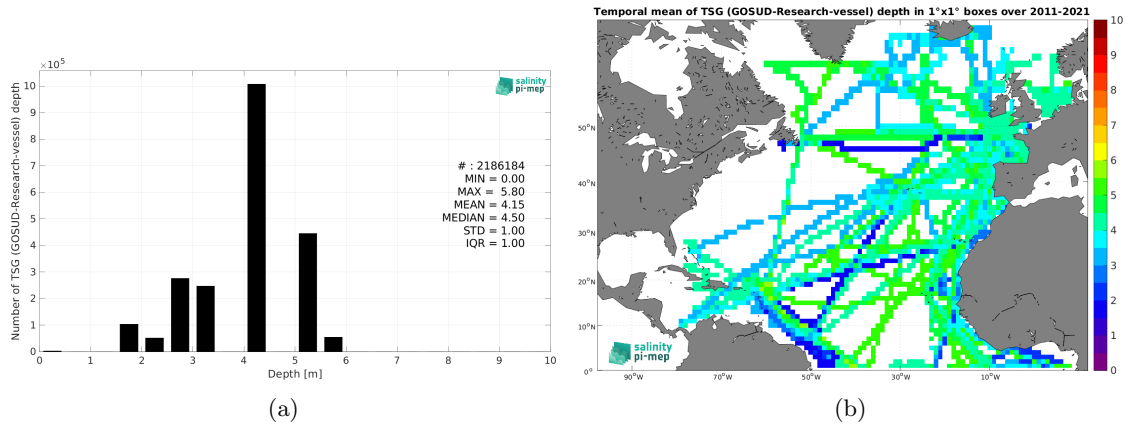 ×10⁵
10
9
8
7
6
5
4
3
2
1
0
Number of TSG (GOSUD-Research-vessel) depth
salinity
pi-mep
# : 2186184
MIN = 0.00
MAX = 5.80
MEAN = 4.15
MEDIAN = 4.50
STD = 1.00
IQR = 1.00
0 1 2 3 4 5 6 7 8 9 10
Depth [m]
(a)
Temporal mean of TSG (GOSUD-Research-vessel) depth in 1°x1° boxes over 2011-2021
50°N
40°N
30°N
20°N
10°N
0°
salinity
pi-mep
90°W 70°W 50°W 30°W 10°W
10
9
8
7
6
5
4
3
2
1
0
(b)